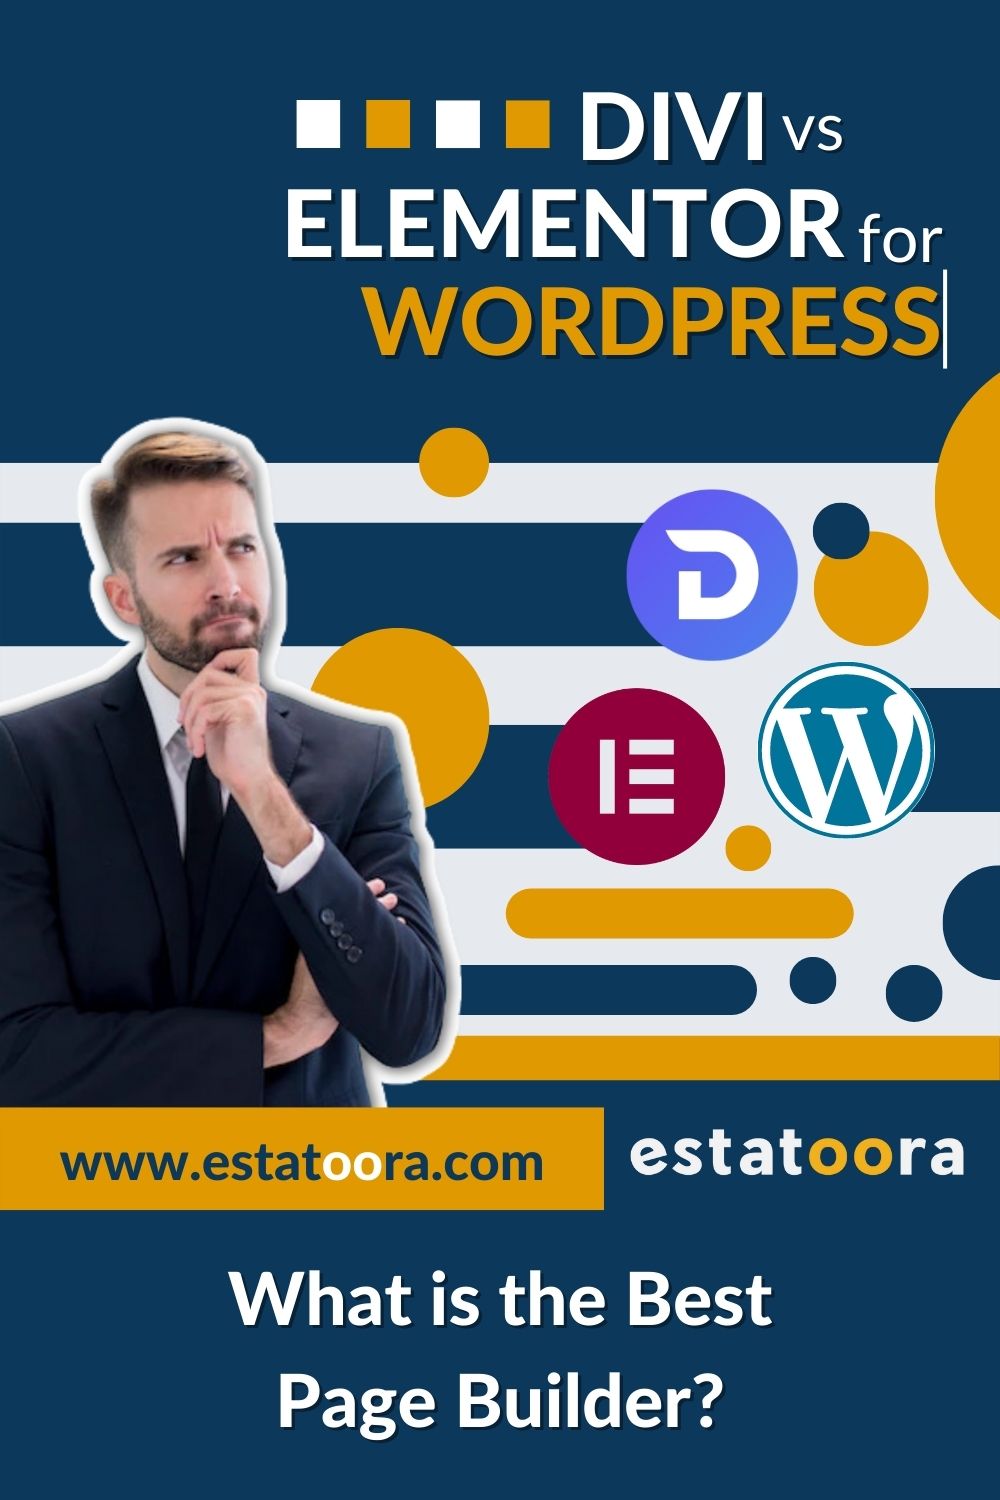 DIVI vs
ELEMENTOR for
WORDPRESS
www.estatoora.com
estatoora
What is the Best
Page Builder?